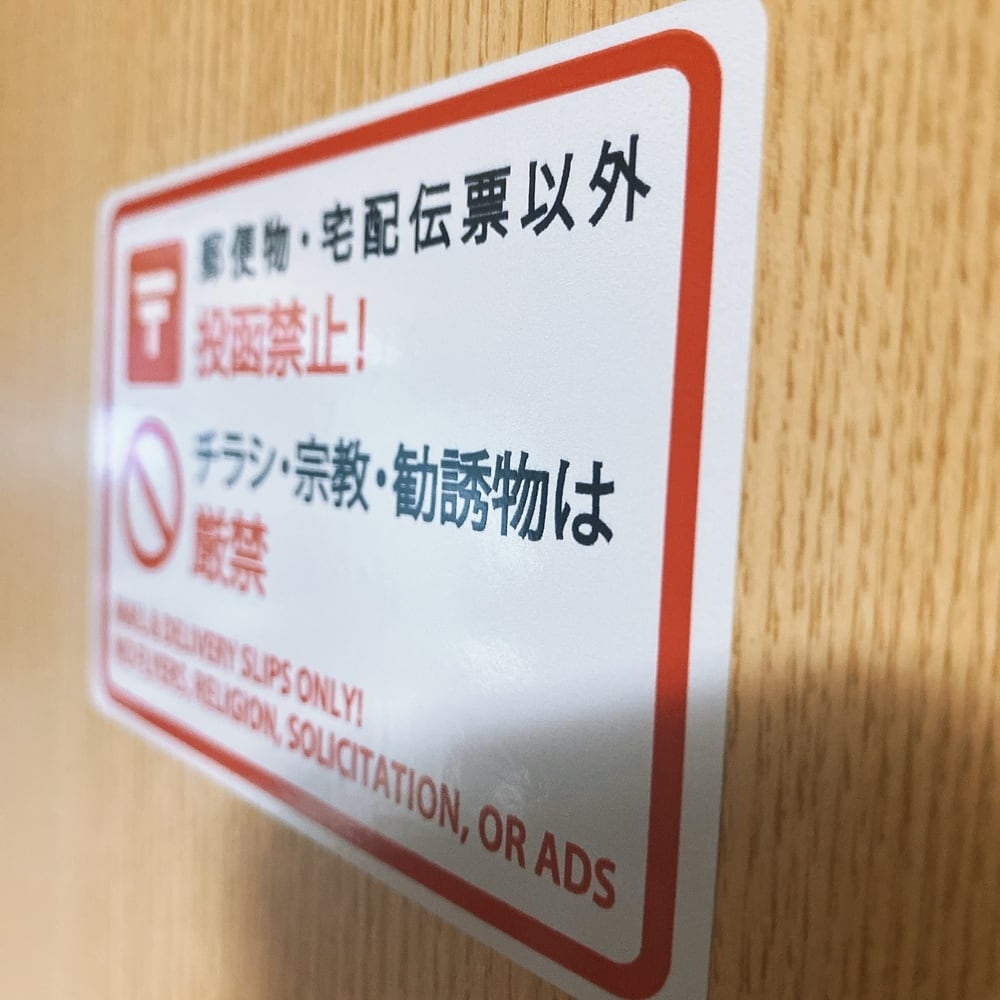 郵便物・宅配伝票以外
投函禁止!
チラシ・宗教・勧誘物は
厳禁
MAIL & DELIVERY SLIPS ONLY!
NO FLYERS, RELIGION, SOLICITATION, OR ADS